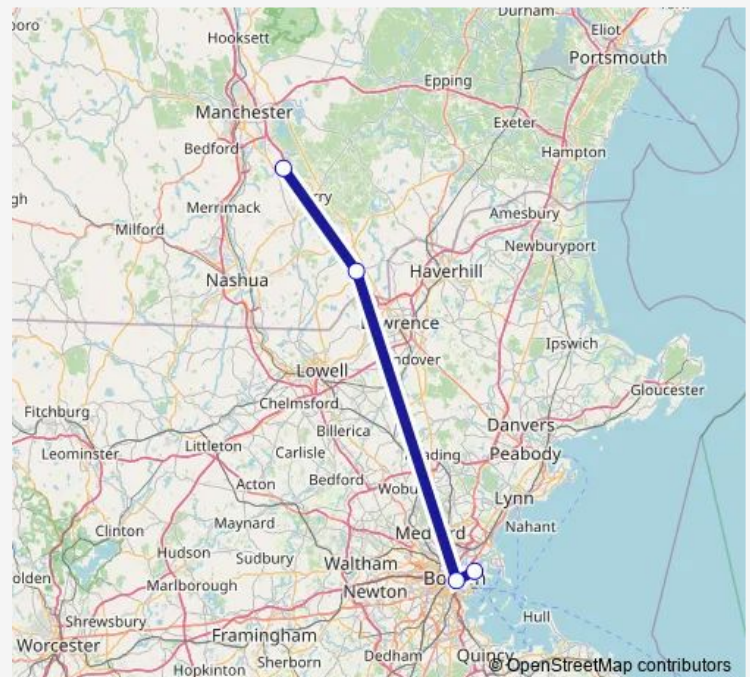 Durham,
Hooksett
Eliot
Portsmouth
Epping
Manchester
Exeter
Bedford
Hampton
Merrimack
Amesbury
Milford
Newburyport
Haverhill
Nashua
Ipswich
Lowell
Gloucester
Chelmsford
Fitchburg
Danvers
Billerica
Littleton
Leominster
Carlisle
Peabody
Bedford
Acton
Lynn
Maynard
Nahant
Clinton
Hudson
Sudbury
Waltham
Marlborough
Newton
Hull
Shrewsbury
Framingham
Worcester
Sherborn
Dedham
Quincy
Hopkinton
© OpenStreetMap contributors